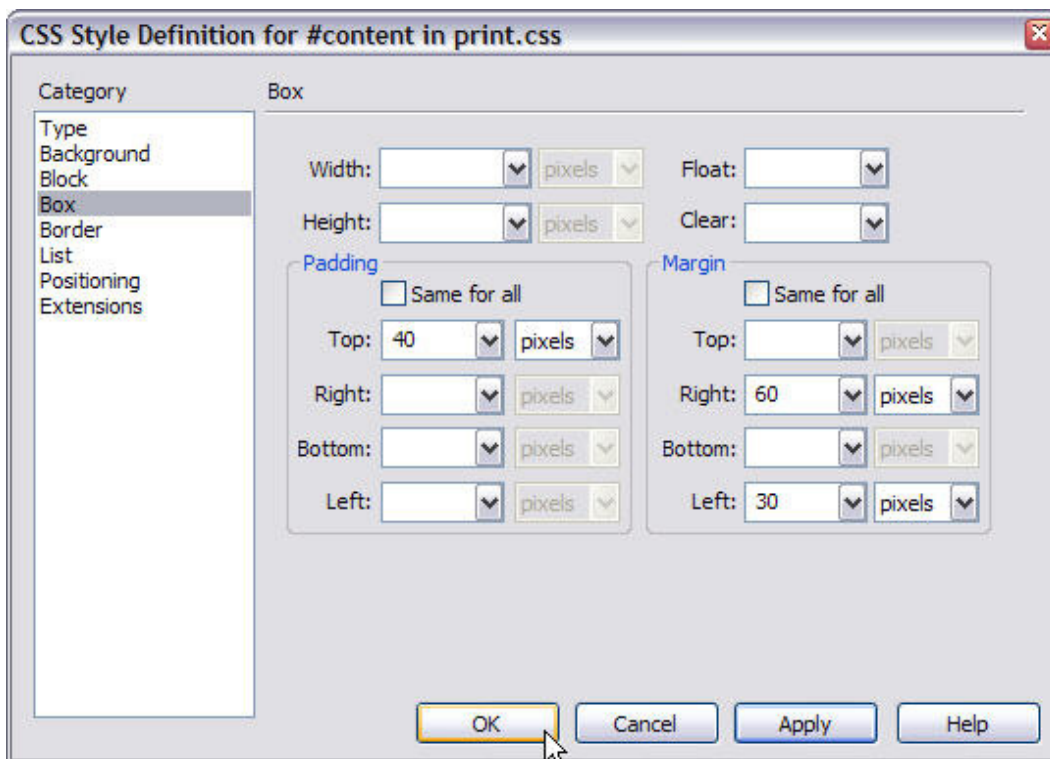 CSS Style Definition for #content in print.css
Category
Type
Background
Block
Box
Border
List
Positioning
Extensions
Box
Width: pixels Float:
Height: pixels Clear:
Padding Margin
Same for all Same for all
Top: 40 pixels Top: pixels
Right: pixels Right: 60 pixels
Bottom: pixels Bottom: pixels
Left: pixels Left: 30 pixels
OK Cancel Apply Help